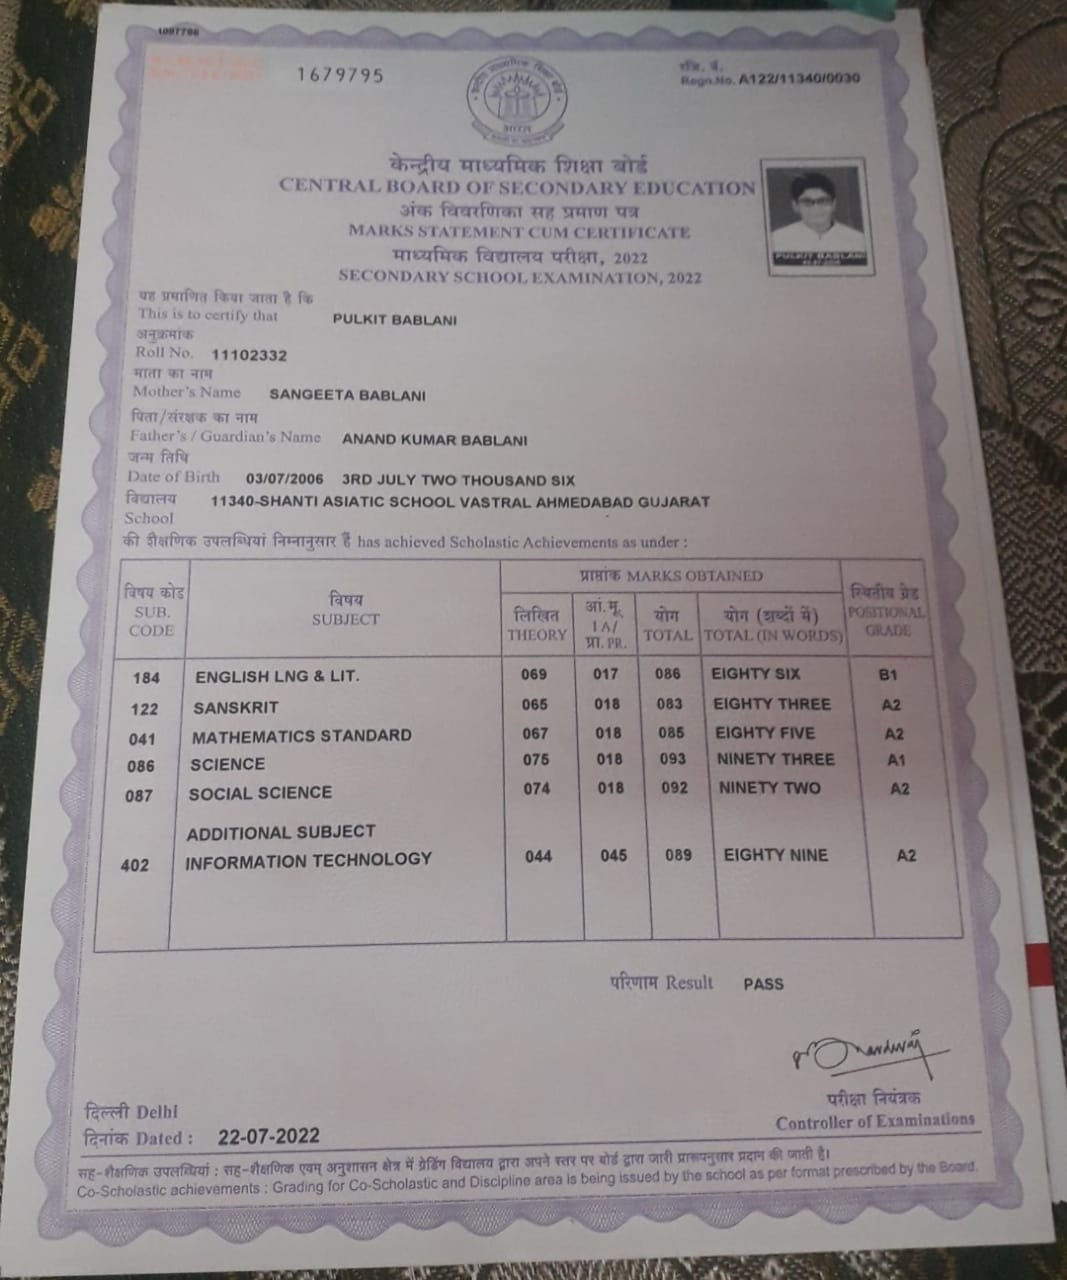 1097796
1679795
रजि. सं.
Regn.No. A122/11340/0030
भारत
केन्द्रीय माध्यमिक शिक्षा बोर्ड
CENTRAL BOARD OF SECONDARY EDUCATION
अंक विवरणिका सह प्रमाण पत्र
MARKS STATEMENT CUM CERTIFICATE
माध्यमिक विद्यालय परीक्षा, 2022
SECONDARY SCHOOL EXAMINATION, 2022
PULKIT BABLANI
यह प्रमाणित किया जाता है कि
This is to certify that PULKIT BABLANI
अनुक्रमांक
Roll No. 11102332
माता का नाम
Mother's Name SANGEETA BABLANI
पिता/संरक्षक का नाम
Father's / Guardian's Name ANAND KUMAR BABLANI
जन्म तिथि
Date of Birth 03/07/2006 3RD JULY TWO THOUSAND SIX
विद्यालय 11340-SHANTI ASIATIC SCHOOL VASTRAL AHMEDABAD GUJARAT
School
की शैक्षणिक उपलब्धियां निम्नानुसार हैं has achieved Scholastic Achievements as under :
विषय कोड SUB. CODE विषय SUBJECT प्राप्तांक MARKS OBTAINED स्थितीय ग्रेड POSITIONAL GRADE
लिखित THEORY आं.मू. IA/ प्रा. PR. योग TOTAL योग (शब्दों में) TOTAL (IN WORDS)
184 ENGLISH LNG & LIT. 069 017 086 EIGHTY SIX B1
122 SANSKRIT 065 018 083 EIGHTY THREE A2
041 MATHEMATICS STANDARD 067 018 085 EIGHTY FIVE A2
086 SCIENCE 075 018 093 NINETY THREE A1
087 SOCIAL SCIENCE 074 018 092 NINETY TWO A2
ADDITIONAL SUBJECT
402 INFORMATION TECHNOLOGY 044 045 089 EIGHTY NINE A2
परिणाम Result PASS
परीक्षा नियंत्रक
Controller of Examinations
दिल्ली Delhi
दिनांक Dated : 22-07-2022
सह-शैक्षणिक उपलब्धियां : सह-शैक्षणिक एवम् अनुशासन क्षेत्र में ग्रेडिंग विद्यालय द्वारा अपने स्तर पर बोर्ड द्वारा जारी प्रारूपनुसार प्रदान की जाती है।
Co-Scholastic achievements : Grading for Co-Scholastic and Discipline area is being issued by the school as per format prescribed by the Board.